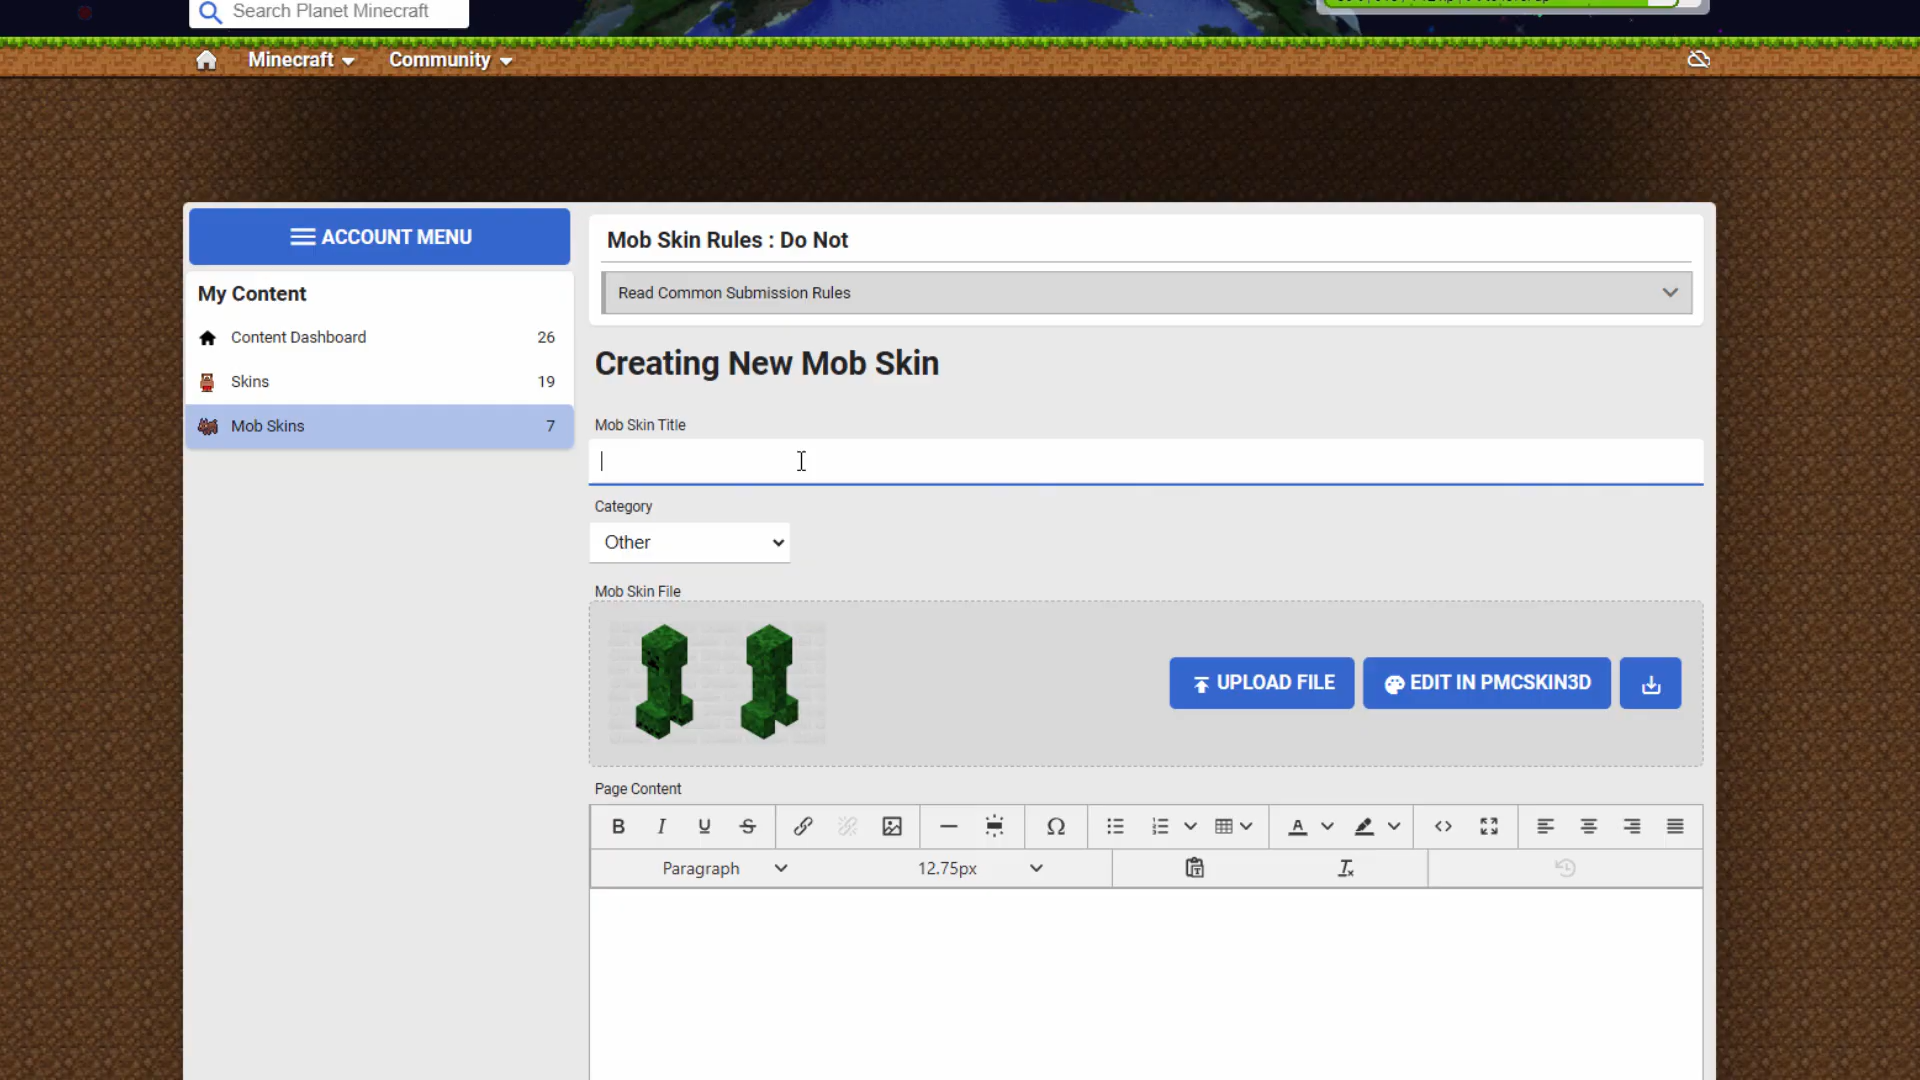 Search Planet Minecraft
Minecraft
Community
ACCOUNT MENU
My Content
Content Dashboard 26
Skins 19
Mob Skins 7
Mob Skin Rules : Do Not
Read Common Submission Rules
Creating New Mob Skin
Mob Skin Title
Category
Other
Mob Skin File
UPLOAD FILE
EDIT IN PMCSKIN3D
Page Content
Paragraph
12.75px